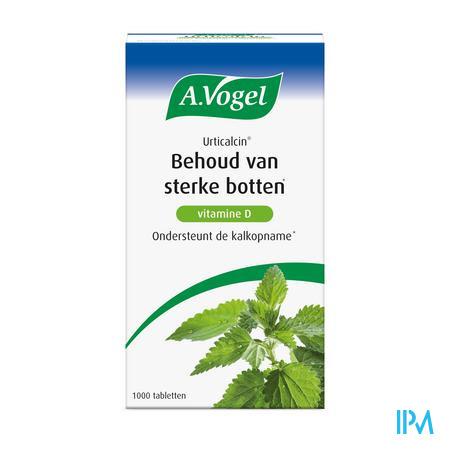 A.Vogel
Urticalcin®
Behoud van
sterke botten*
vitamine D
Ondersteunt de kalkopname*
1000 tabletten
IPM